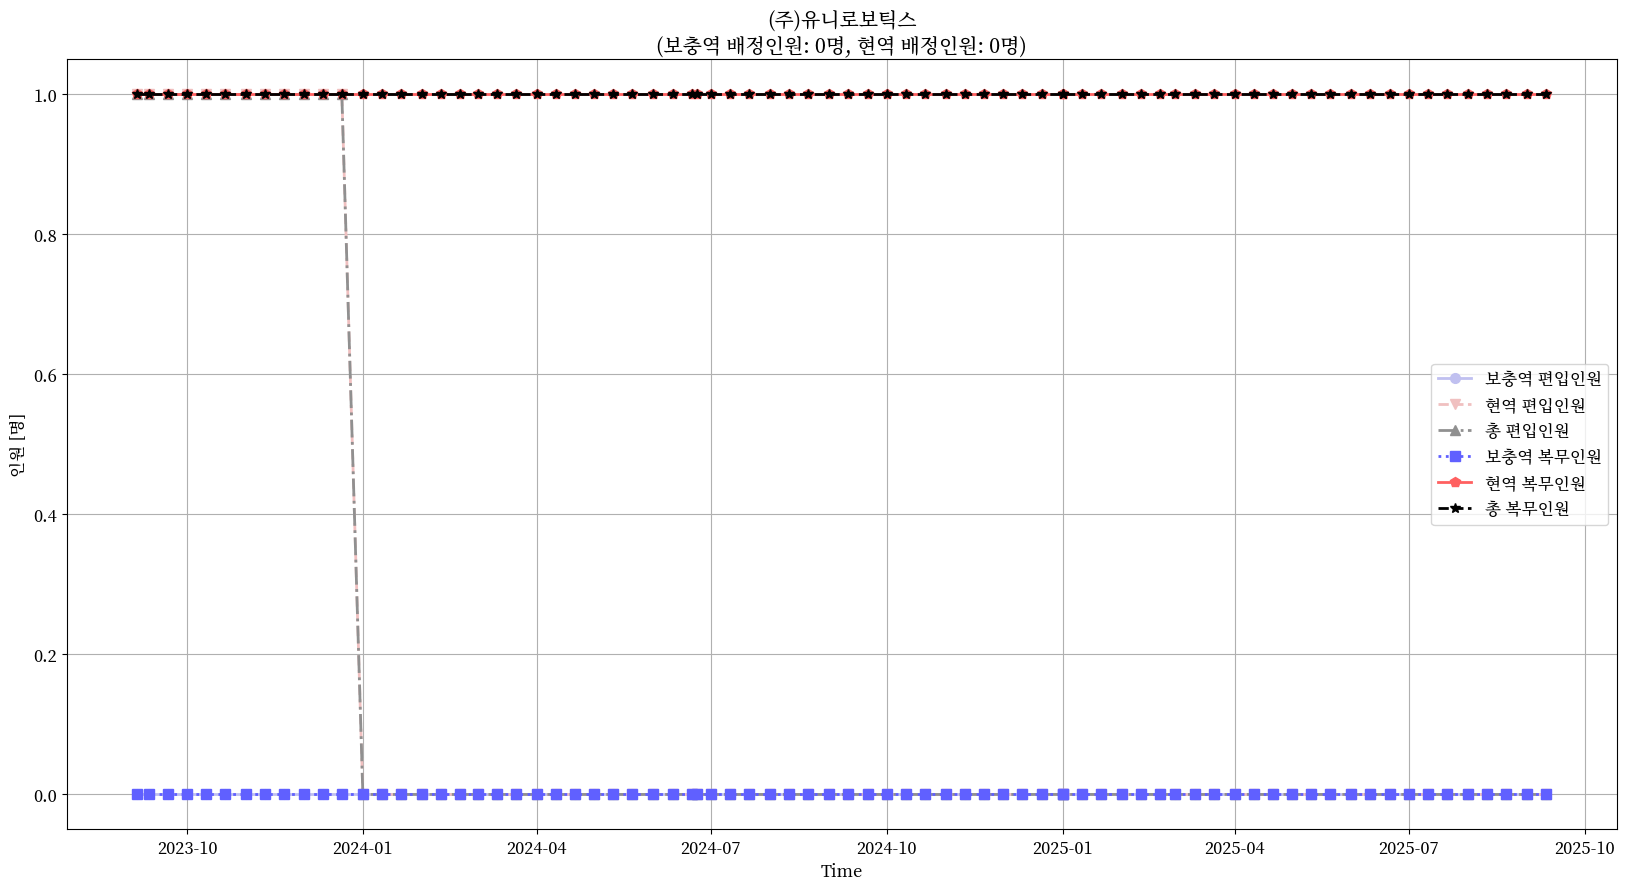 (주)유니로보틱스
(보충역 배정인원: 0명, 현역 배정인원: 0명)
인원 [명]
1.0
0.8
0.6
0.4
0.2
0.0
보충역 편입인원
현역 편입인원
총 편입인원
보충역 복무인원
현역 복무인원
총 복무인원
2023-10 2024-01 2024-04 2024-07 2024-10 2025-01 2025-04 2025-07 2025-10
Time